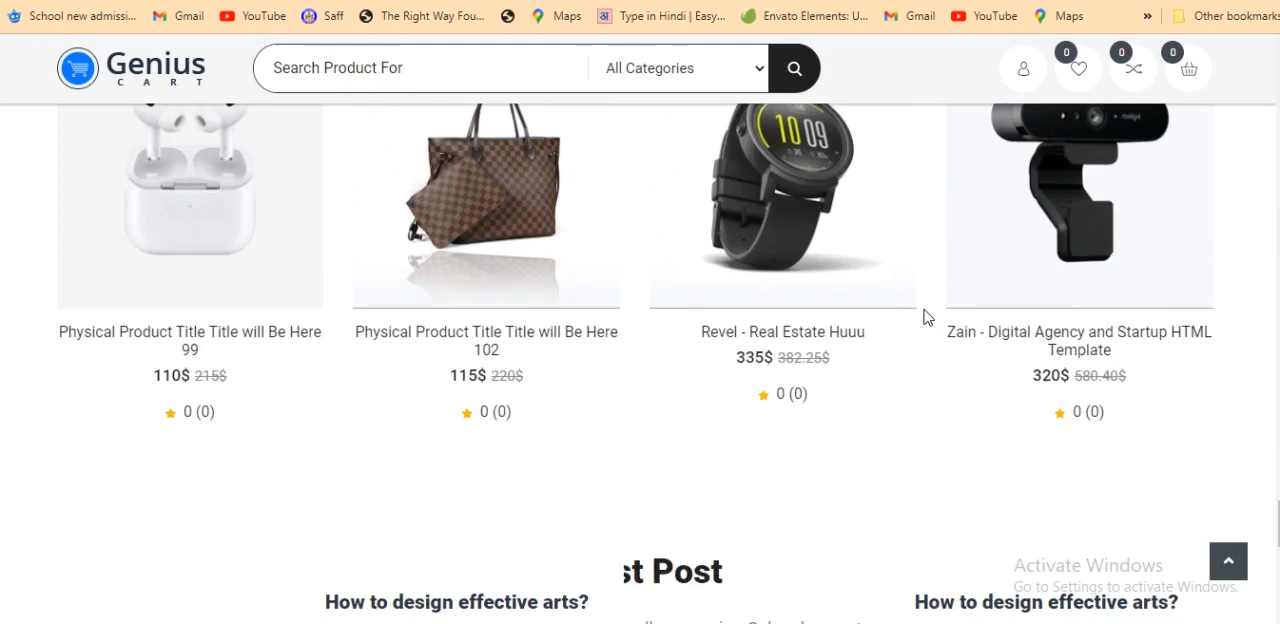 School new admissi... Gmail YouTube Saff The Right Way Fou... Maps अ Type in Hindi | Easy... Envato Elements: U... Gmail YouTube Maps » Other bookmarks
Genius
CART
Search Product For All Categories
0 0 0
10 09
Physical Product Title Title will Be Here
99
110$ 215$
0 (0)
Physical Product Title Title will Be Here
102
115$ 220$
0 (0)
Revel - Real Estate Huuu
335$ 382.25$
0 (0)
Zain - Digital Agency and Startup HTML
Template
320$ 580.40$
0 (0)
st Post
Activate Windows
Go to Settings to activate Windows.
How to design effective arts? How to design effective arts?